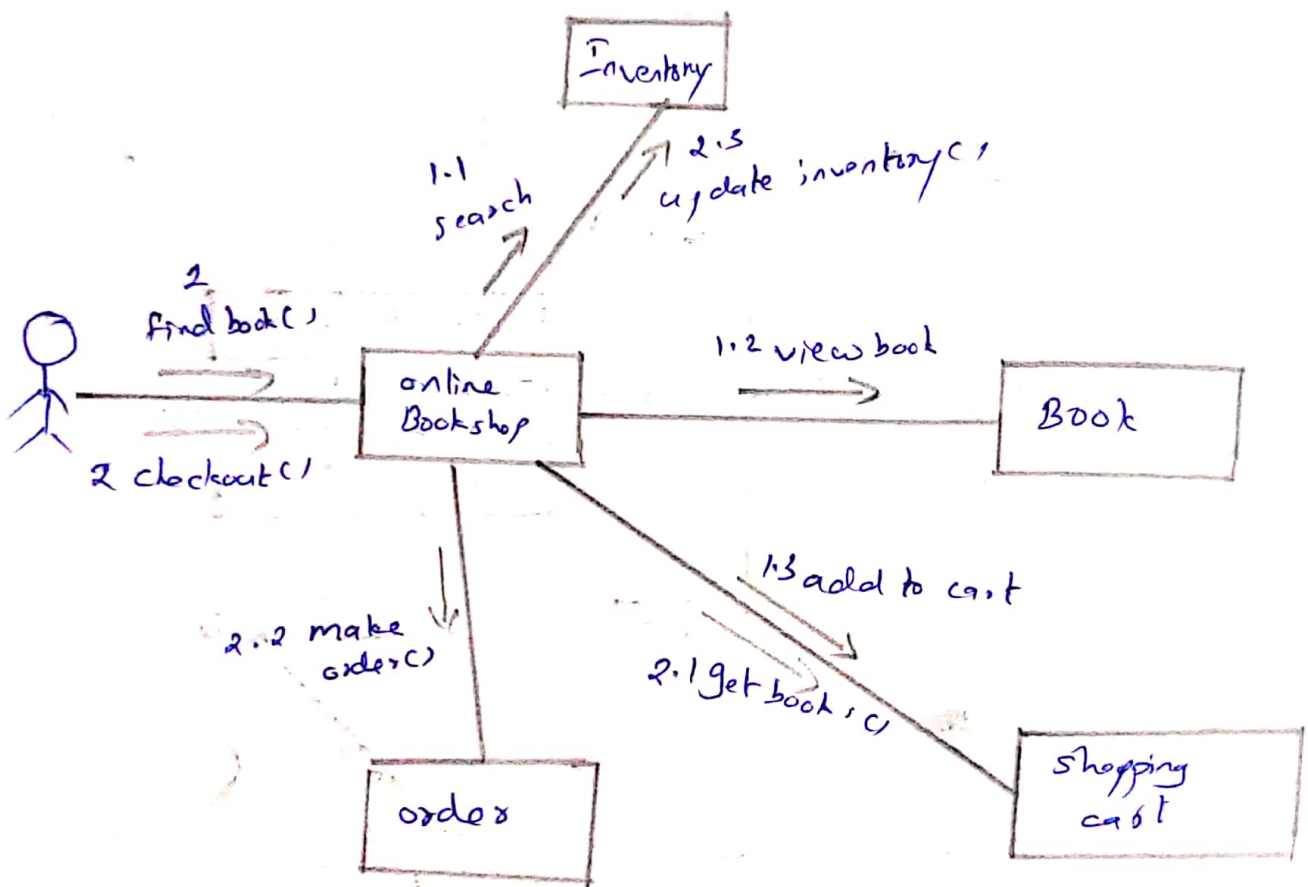 Inventory
1.1
search
2.3
update inventory()
2
find book()
online
Bookshop
1.2 view book
Book
2 checkout()
1.3 add to cart
2.2 make
order()
2.1 get books()
order
shopping
cart